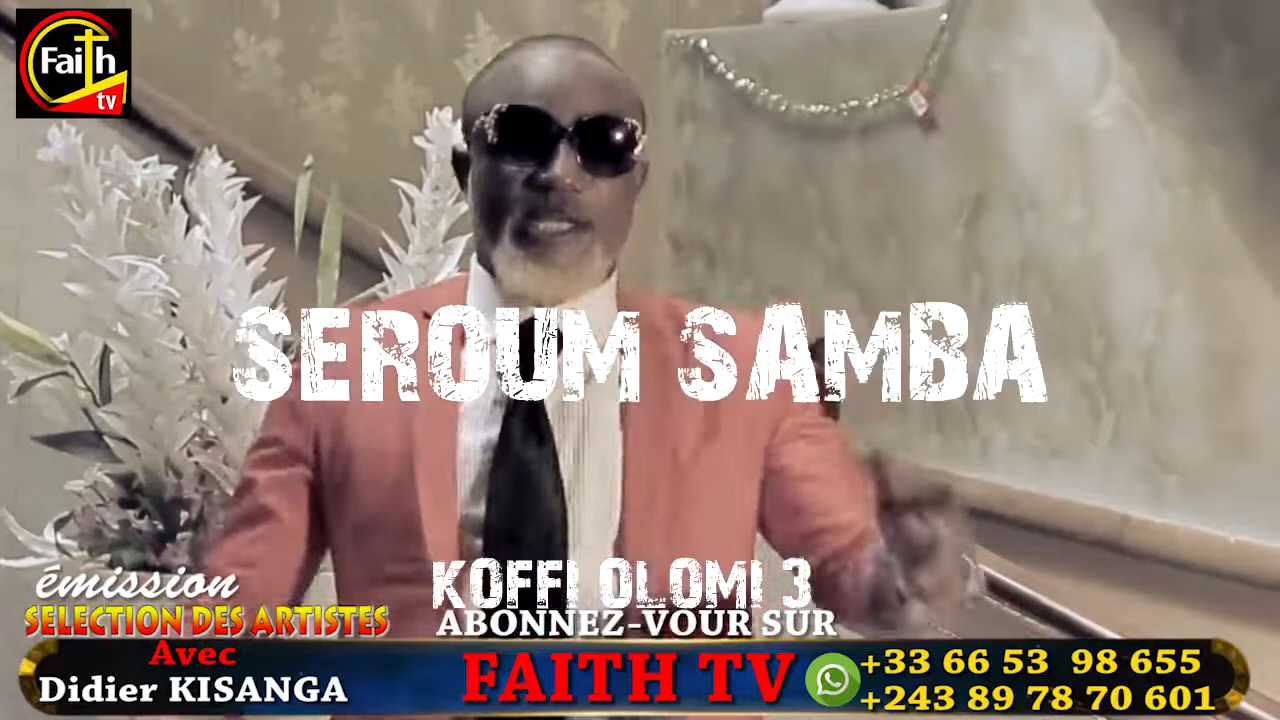 Faith
tv
SEROUM SAMBA
KOFFI OLOMI 3
émission
SELECTION DES ARTISTES
ABONNEZ-VOUR SUR
Avec
Didier KISANGA
FAITH TV
+33 66 53 98 655
+243 89 78 70 601